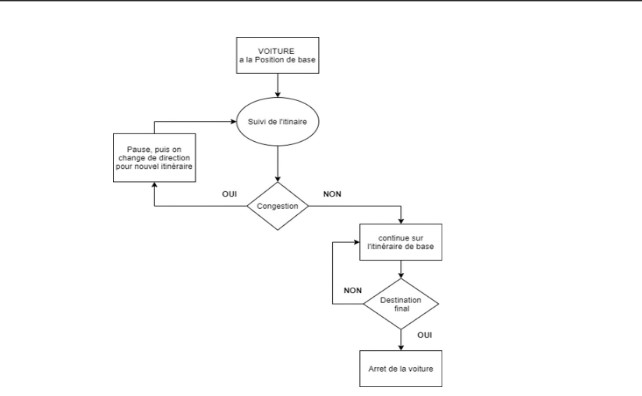 VOITURE
a la Position de base
Suivi de l'itinaire
Pause, puis on
change de direction
pour nouvel itinéraire
OUI
NON
Congestion
continue sur
l'itinéraire de base
NON
Destination
final
OUI
Arret de la voiture